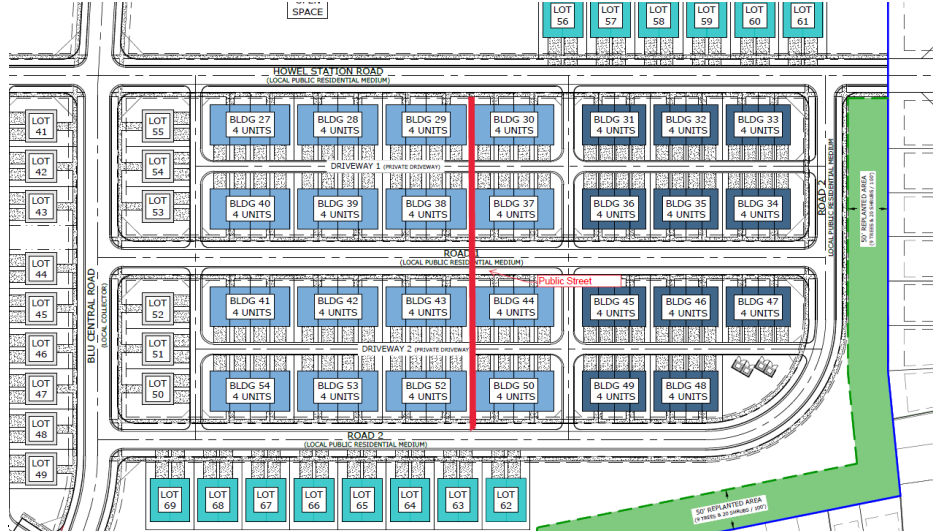 OPEN
SPACE
LOT
56
LOT
57
LOT
58
LOT
59
LOT
60
LOT
61
HOWEL STATION ROAD
(LOCAL PUBLIC RESIDENTIAL MEDIUM)
LOT
41
LOT
42
LOT
43
LOT
44
LOT
45
LOT
46
LOT
47
LOT
48
LOT
49
BLU CENTRAL ROAD
(LOCAL COLLECTOR)
LOT
55
LOT
54
LOT
53
BLDG 27
4 UNITS
BLDG 28
4 UNITS
BLDG 29
4 UNITS
BLDG 30
4 UNITS
BLDG 31
4 UNITS
BLDG 32
4 UNITS
BLDG 33
4 UNITS
DRIVEWAY 1 (PRIVATE DRIVEWAY)
BLDG 40
4 UNITS
BLDG 39
4 UNITS
BLDG 38
4 UNITS
BLDG 37
4 UNITS
BLDG 36
4 UNITS
BLDG 35
4 UNITS
BLDG 34
4 UNITS
ROAD 2
LOCAL PUBLIC RESIDENTIAL MEDIUM
50' REPLANTED AREA
(9 TREES & 20 SHRUBS / 100')
ROAD 1
(LOCAL PUBLIC RESIDENTIAL MEDIUM)
Public Street
LOT
52
LOT
51
LOT
50
BLDG 41
4 UNITS
BLDG 42
4 UNITS
BLDG 43
4 UNITS
BLDG 44
4 UNITS
BLDG 45
4 UNITS
BLDG 46
4 UNITS
BLDG 47
4 UNITS
DRIVEWAY 2 (PRIVATE DRIVEWAY)
BLDG 54
4 UNITS
BLDG 53
4 UNITS
BLDG 52
4 UNITS
BLDG 50
4 UNITS
BLDG 49
4 UNITS
BLDG 48
4 UNITS
ROAD 2
(LOCAL PUBLIC RESIDENTIAL MEDIUM)
LOT
69
LOT
68
LOT
67
LOT
66
LOT
65
LOT
64
LOT
63
LOT
62
50' REPLANTED AREA
(9 TREES & 20 SHRUBS / 100')